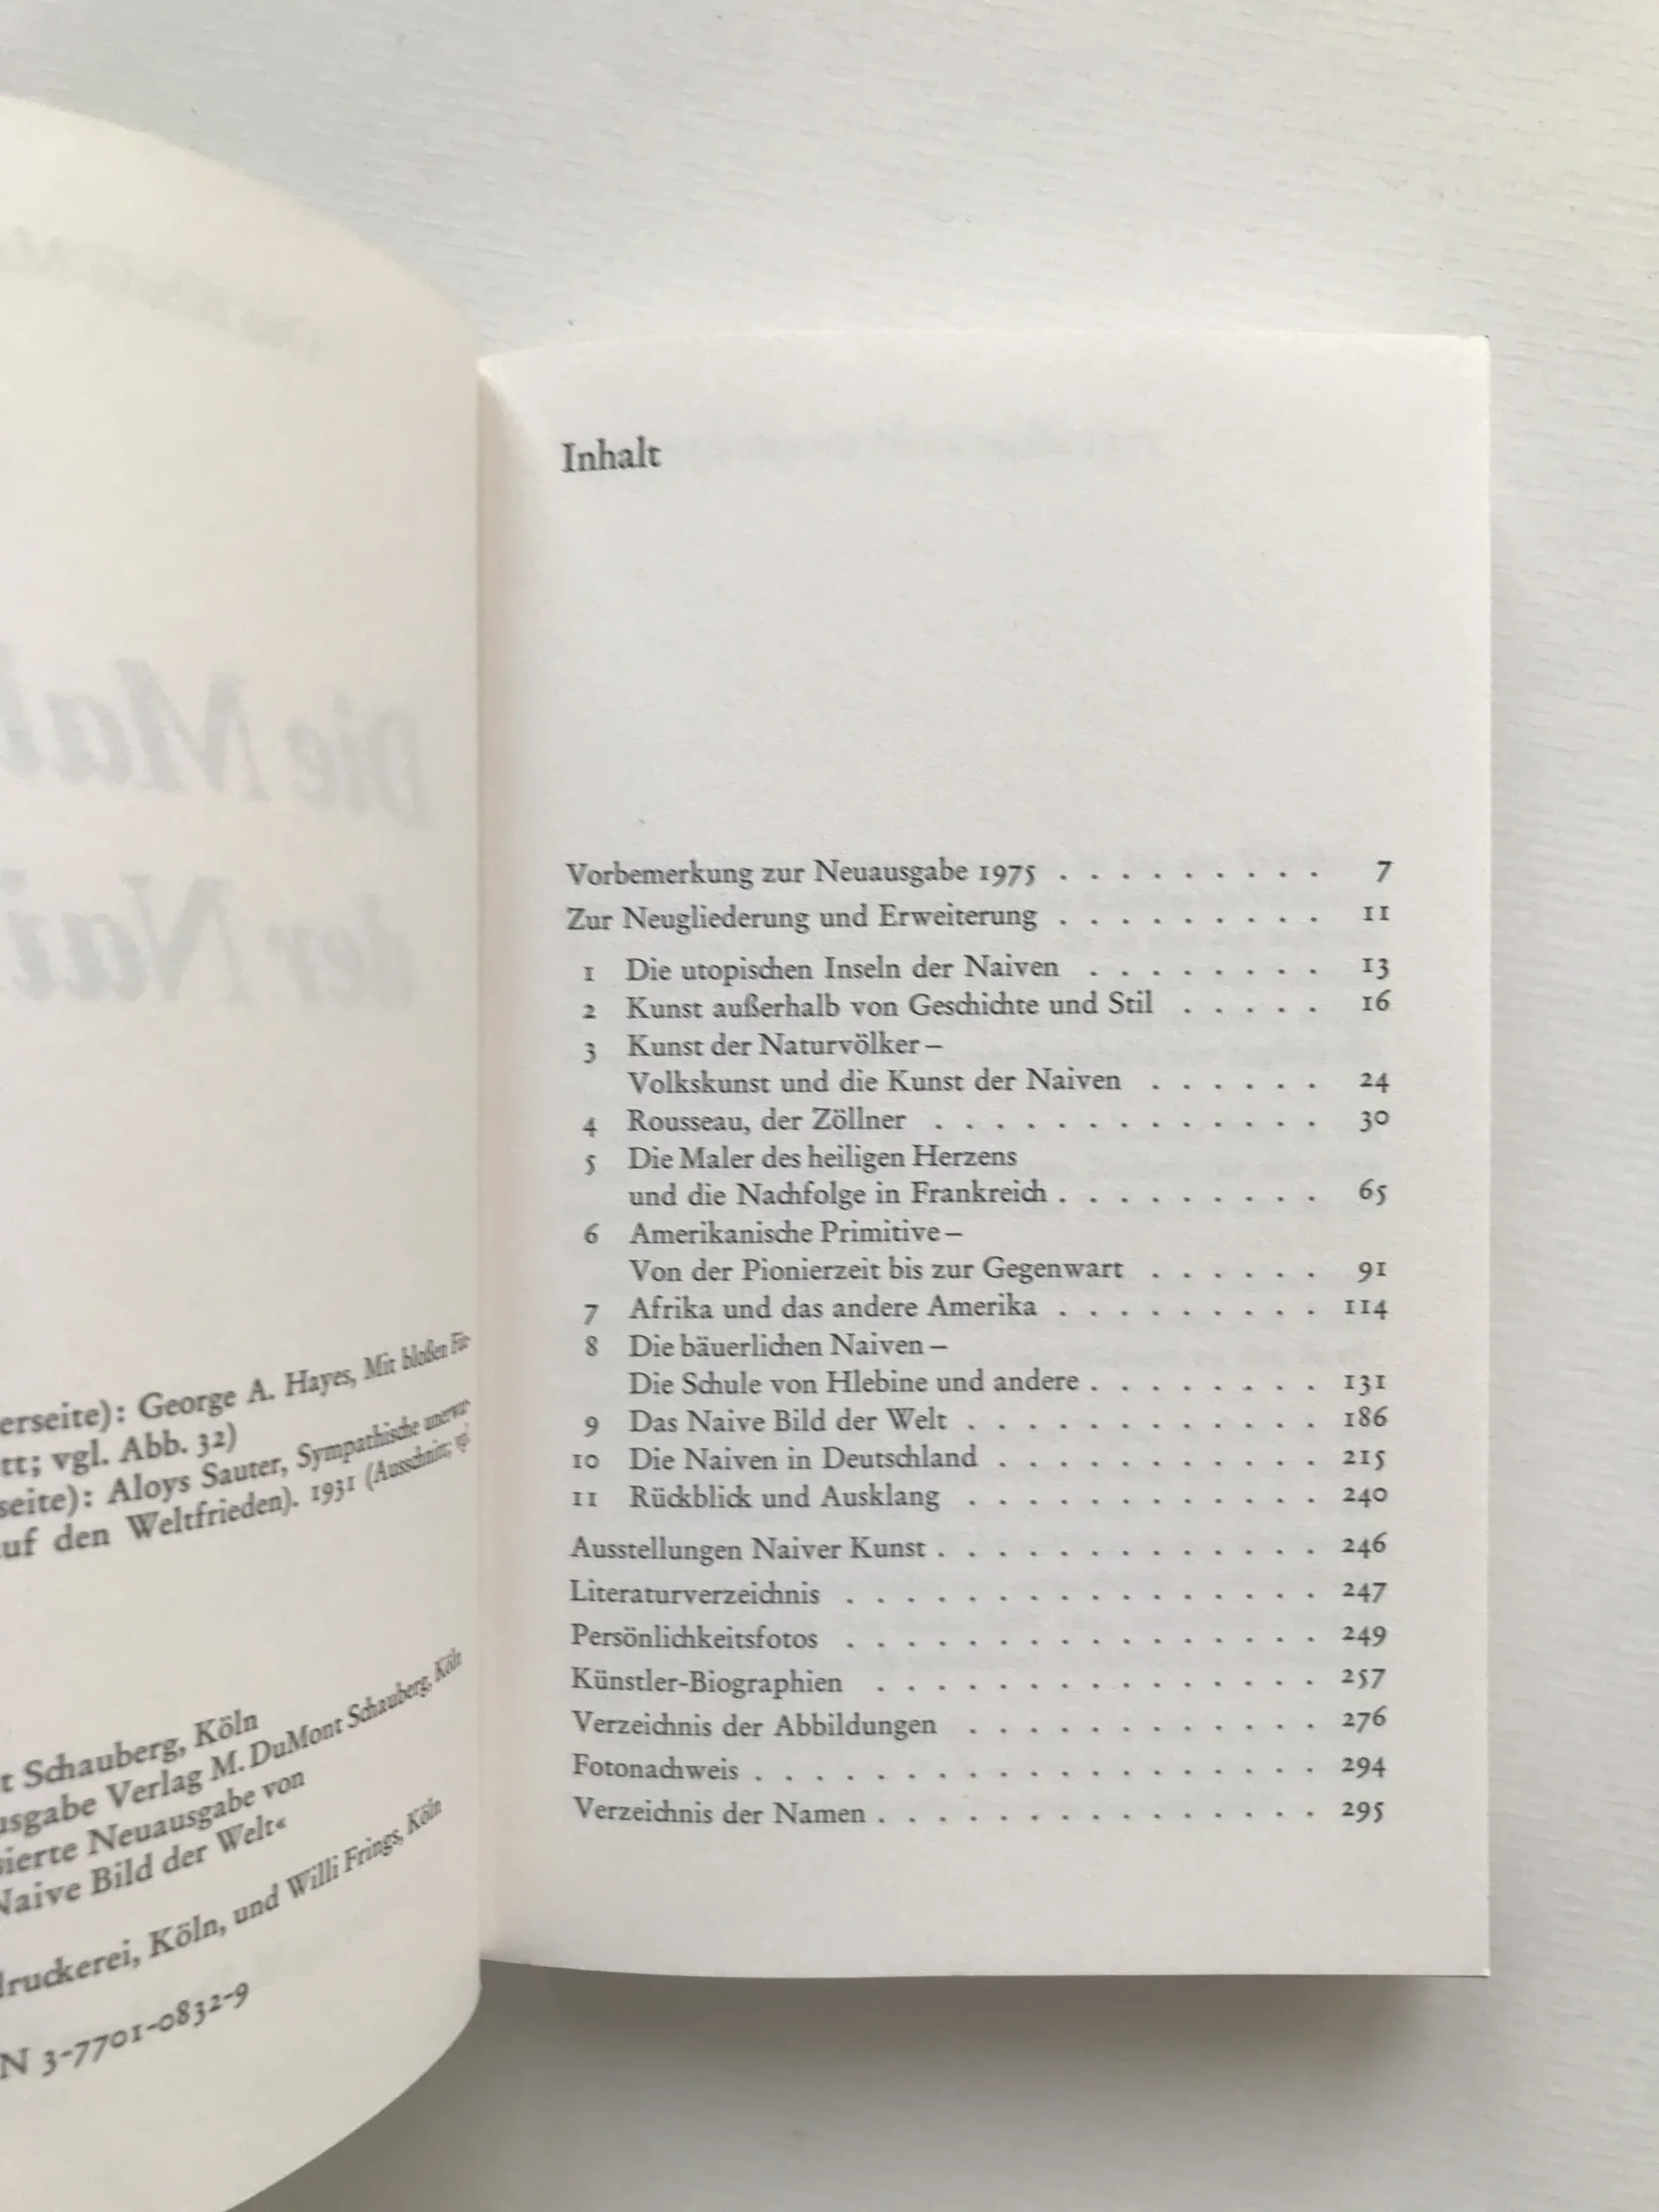 erseite): George A. Hayes, Mit bloßen
tt; vgl. Abb. 32)
seite): Aloys Sauter, Sympathische
uf den Weltfrieden). 1931 (Ausschnitt;
t Schauberg, Köln
usgabe Verlag M. DuMont Schauberg, Köln
ierte Neuausgabe von
Naive Bild der Welt«
druckerei, Köln, und Willi Frings, Köln
N 3-7701-0832-9
Inhalt
Vorbemerkung zur Neuausgabe 1975 . . . . . . . . . 7
Zur Neugliederung und Erweiterung . . . . . . . . . 11
1 Die utopischen Inseln der Naiven . . . . . . . . 13
2 Kunst außerhalb von Geschichte und Stil . . . . . 16
3 Kunst der Naturvölker –
Volkskunst und die Kunst der Naiven . . . . . . 24
4 Rousseau, der Zöllner . . . . . . . . . . . . . 30
5 Die Maler des heiligen Herzens
und die Nachfolge in Frankreich . . . . . . . . . 65
6 Amerikanische Primitive –
Von der Pionierzeit bis zur Gegenwart . . . . . . 91
7 Afrika und das andere Amerika . . . . . . . . . 114
8 Die bäuerlichen Naiven –
Die Schule von Hlebine und andere . . . . . . . . 131
9 Das Naive Bild der Welt . . . . . . . . . . . . 186
10 Die Naiven in Deutschland . . . . . . . . . . . 215
11 Rückblick und Ausklang . . . . . . . . . . . . 240
Ausstellungen Naiver Kunst . . . . . . . . . . . . . 246
Literaturverzeichnis . . . . . . . . . . . . . . . . 247
Persönlichkeitsfotos . . . . . . . . . . . . . . . . 249
Künstler-Biographien . . . . . . . . . . . . . . . 257
Verzeichnis der Abbildungen . . . . . . . . . . . . 276
Fotonachweis . . . . . . . . . . . . . . . . . . . 294
Verzeichnis der Namen . . . . . . . . . . . . . . . 295